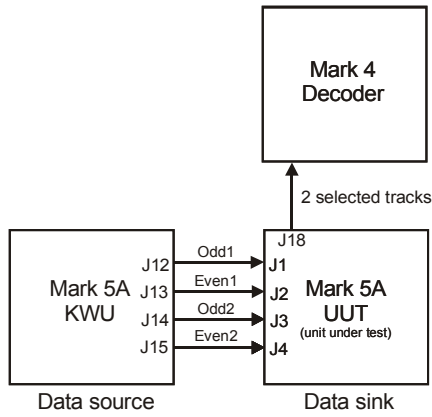 Mark 4
Decoder
2 selected tracks
J18
J12
Odd1
J1
Mark 5A
KWU
J13
Even1
J2
Mark 5A
UUT
(unit under test)
J14
Odd2
J3
J15
Even2
J4
Data source
Data sink